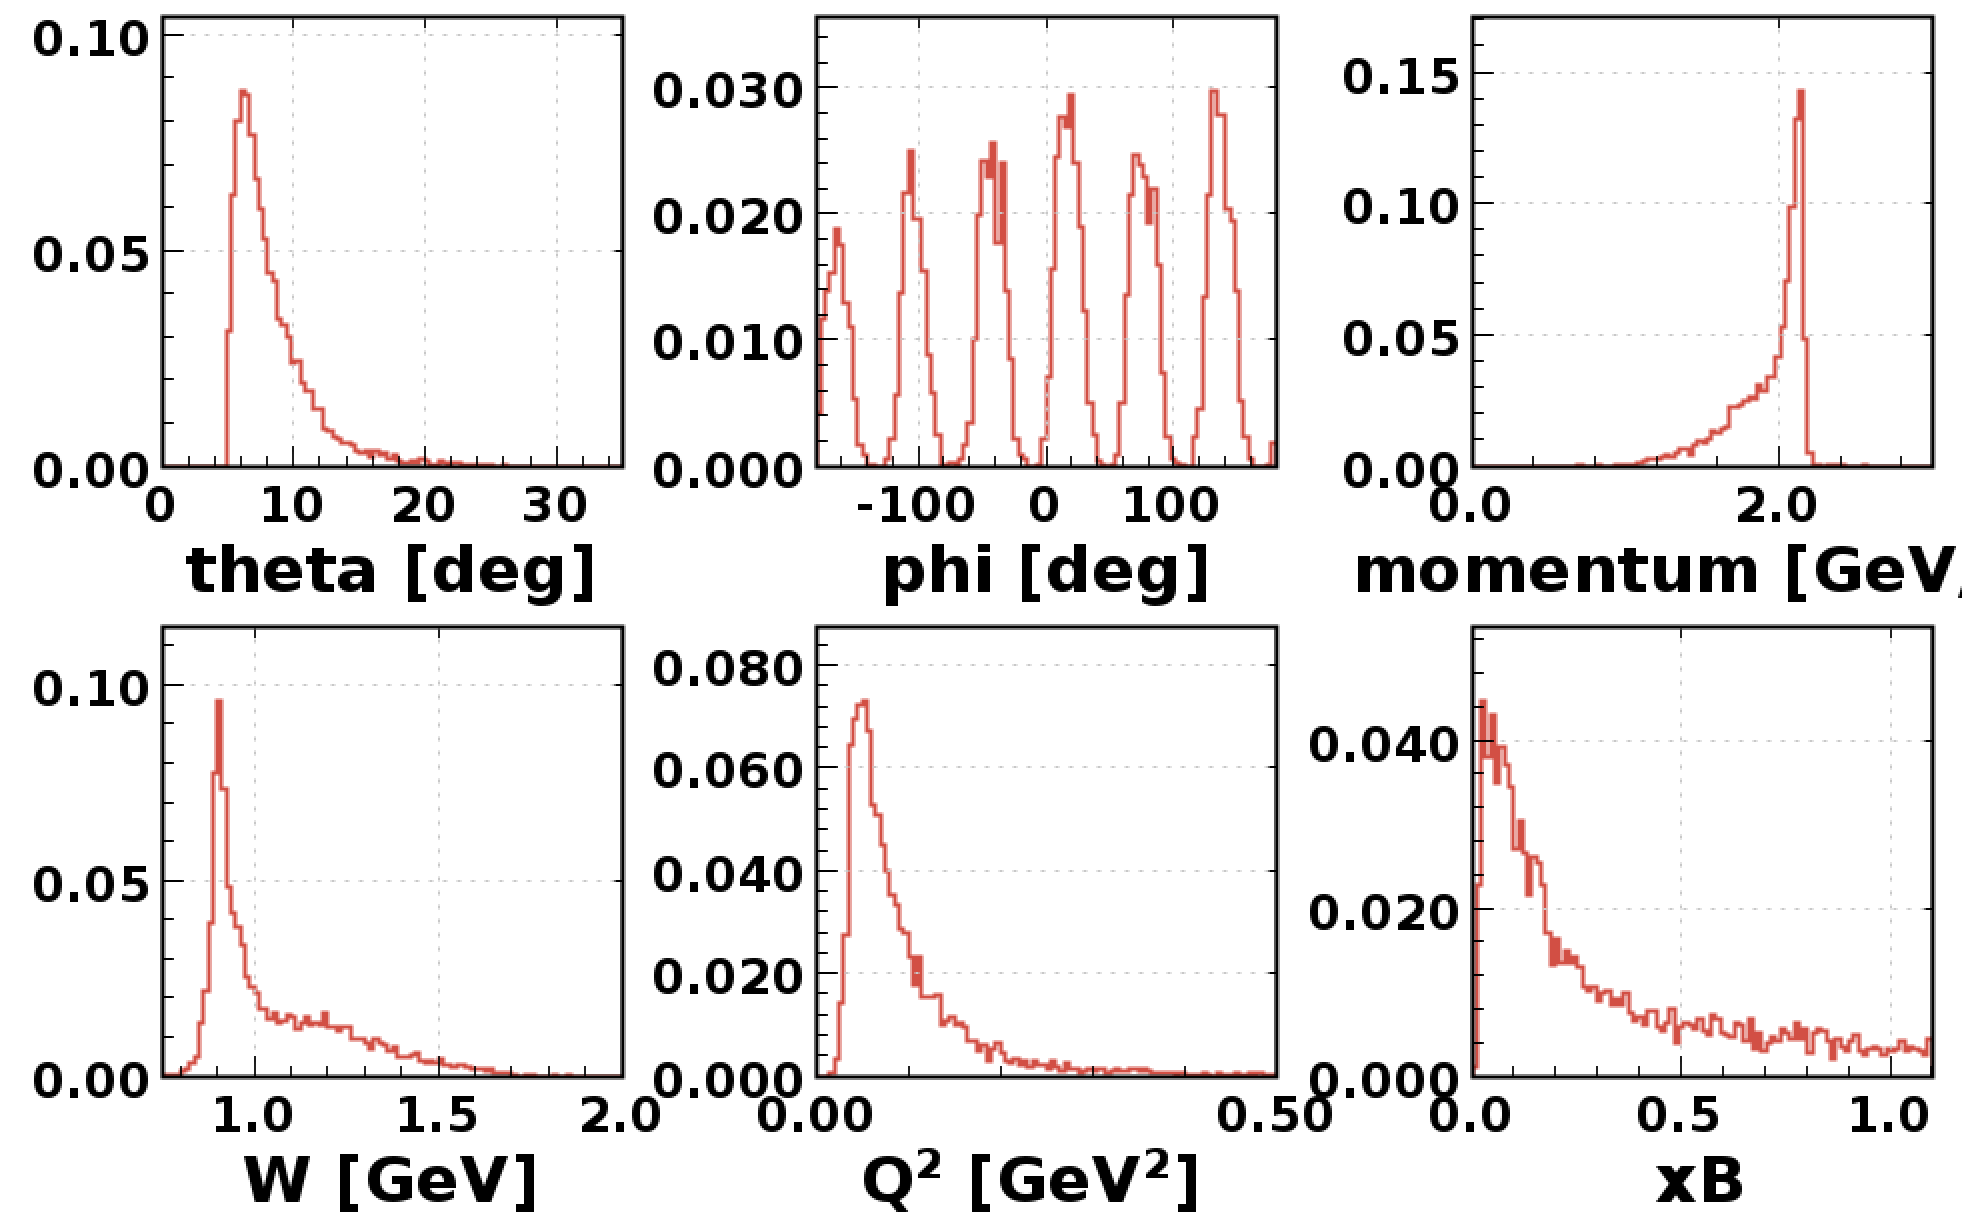 0.10
0.05
0.00
0 10 20 30
theta [deg]
0.030
0.020
0.010
0.000
-100 0 100
phi [deg]
0.15
0.10
0.05
0.00
0.0 2.0
momentum [GeV/
0.10
0.05
0.00
1.0 1.5 2.0
W [GeV]
0.080
0.060
0.040
0.020
0.000
0.00 0.50
Q² [GeV²]
0.040
0.020
0.000
0.0 0.5 1.0
xB